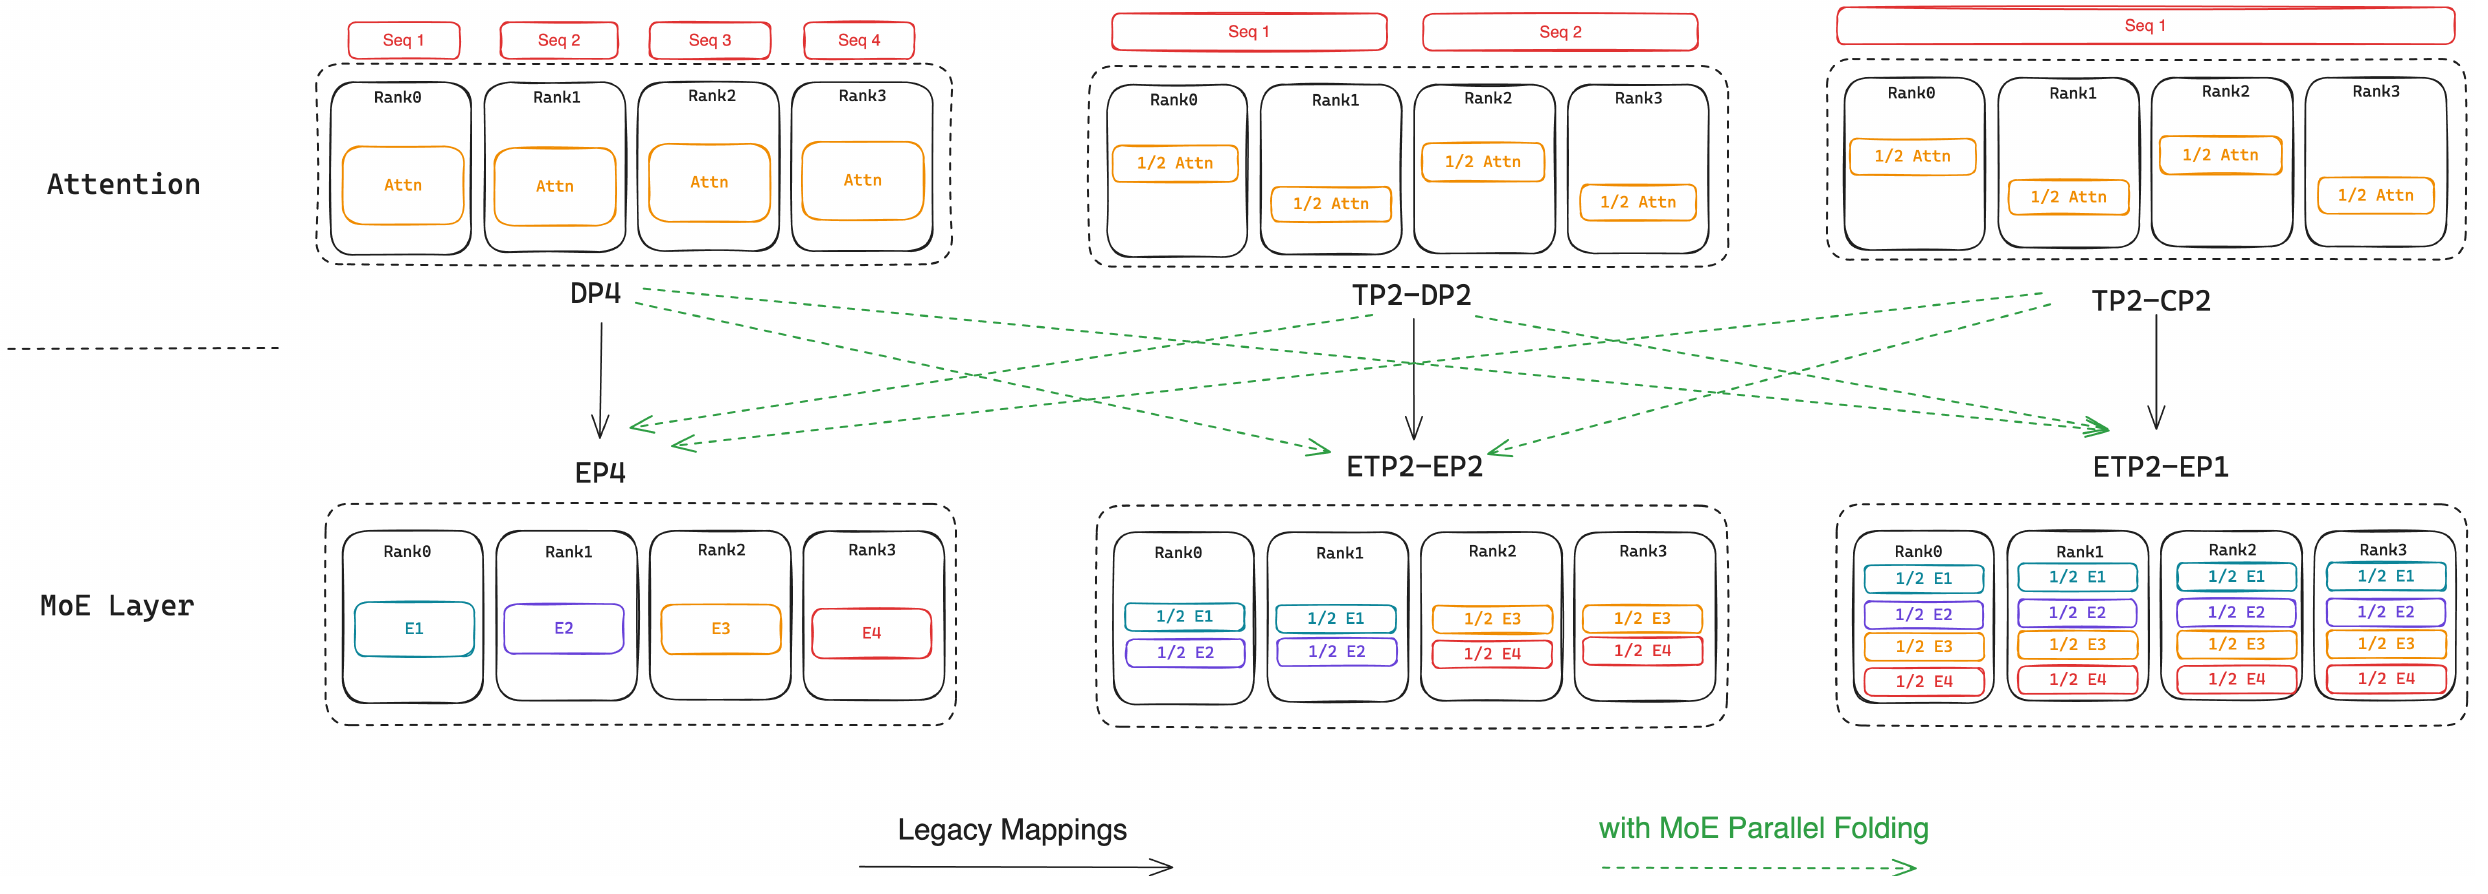 Seq 1 Seq 2 Seq 3 Seq 4
Rank0 Rank1 Rank2 Rank3
Attn Attn Attn Attn
DP4
Seq 1 Seq 2
Rank0 Rank1 Rank2 Rank3
1/2 Attn 1/2 Attn 1/2 Attn 1/2 Attn
TP2-DP2
Seq 1
Rank0 Rank1 Rank2 Rank3
1/2 Attn 1/2 Attn 1/2 Attn 1/2 Attn
TP2-CP2
Attention
MoE Layer
EP4
Rank0 Rank1 Rank2 Rank3
E1 E2 E3 E4
ETP2-EP2
Rank0 Rank1 Rank2 Rank3
1/2 E1 1/2 E1 1/2 E3 1/2 E3
1/2 E2 1/2 E2 1/2 E4 1/2 E4
ETP2-EP1
Rank0 Rank1 Rank2 Rank3
1/2 E1 1/2 E1 1/2 E1 1/2 E1
1/2 E2 1/2 E2 1/2 E2 1/2 E2
1/2 E3 1/2 E3 1/2 E3 1/2 E3
1/2 E4 1/2 E4 1/2 E4 1/2 E4
Legacy Mappings
with MoE Parallel Folding